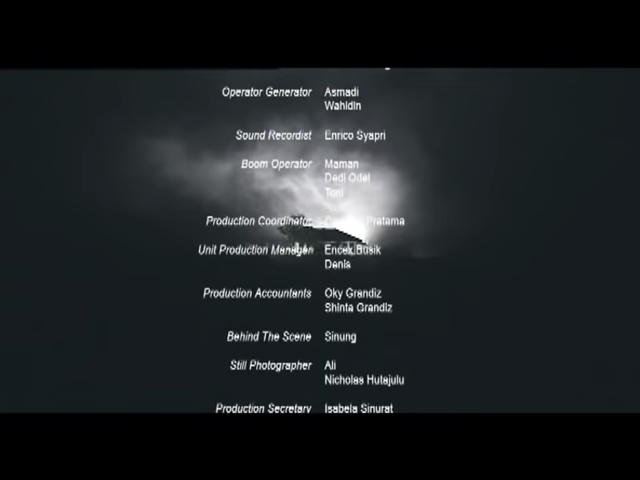 Operator Generator Asmadi
Wahidin
Sound Recordist Enrico Syapri
Boom Operator Maman
Dedi Odel
Toni
Production Coordinator Pratama
Unit Production Manager Encek Busik
Denis
Production Accountants Oky Grandiz
Shinta Grandiz
Behind The Scene Sinung
Still Photographer Ali
Nicholas Hutajulu
Production Secretary Isabela Sinurat